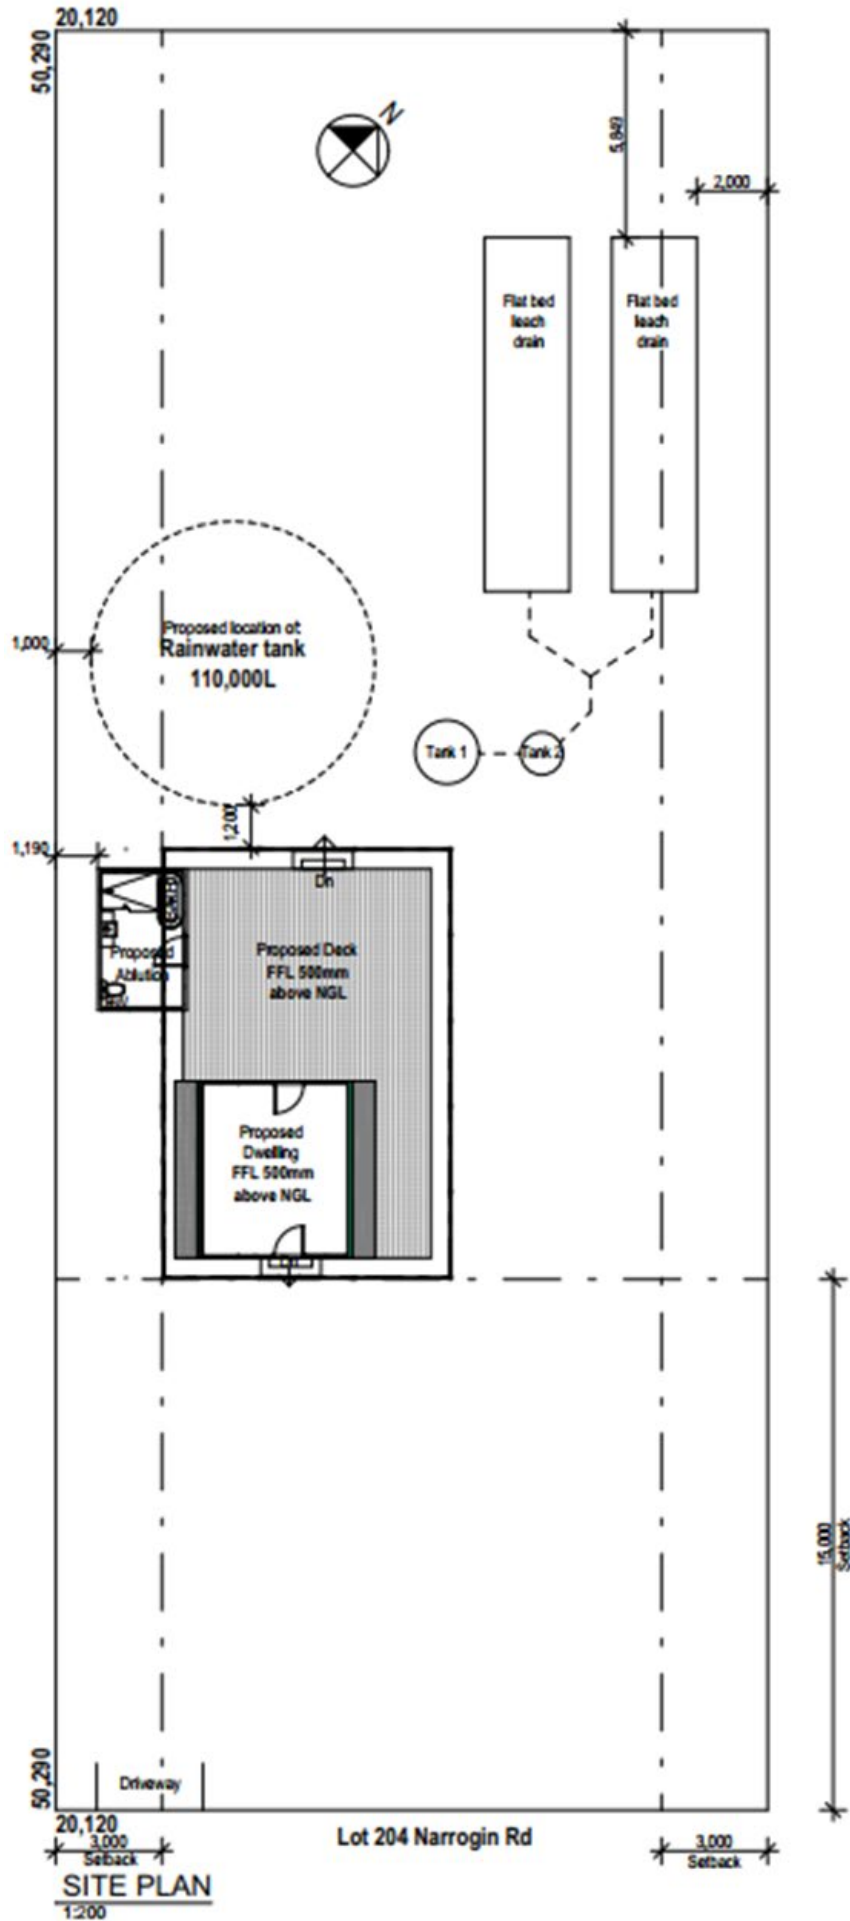 20,120
50,290
N
5,849
2,000
Flat bed
leach
drain
Flat bed
leach
drain
Proposed location of:
Rainwater tank
110,000L
1,000
Tank 1
Tank 2
1,200
1,190
Dn
Proposed
Ablution
Proposed Deck
FFL 500mm
above NGL
Proposed
Dwelling
FFL 500mm
above NGL
15,000
Setback
50,290
Driveway
20,120
Lot 204 Narrogin Rd
3,000
Setback
3,000
Setback
SITE PLAN
1:200